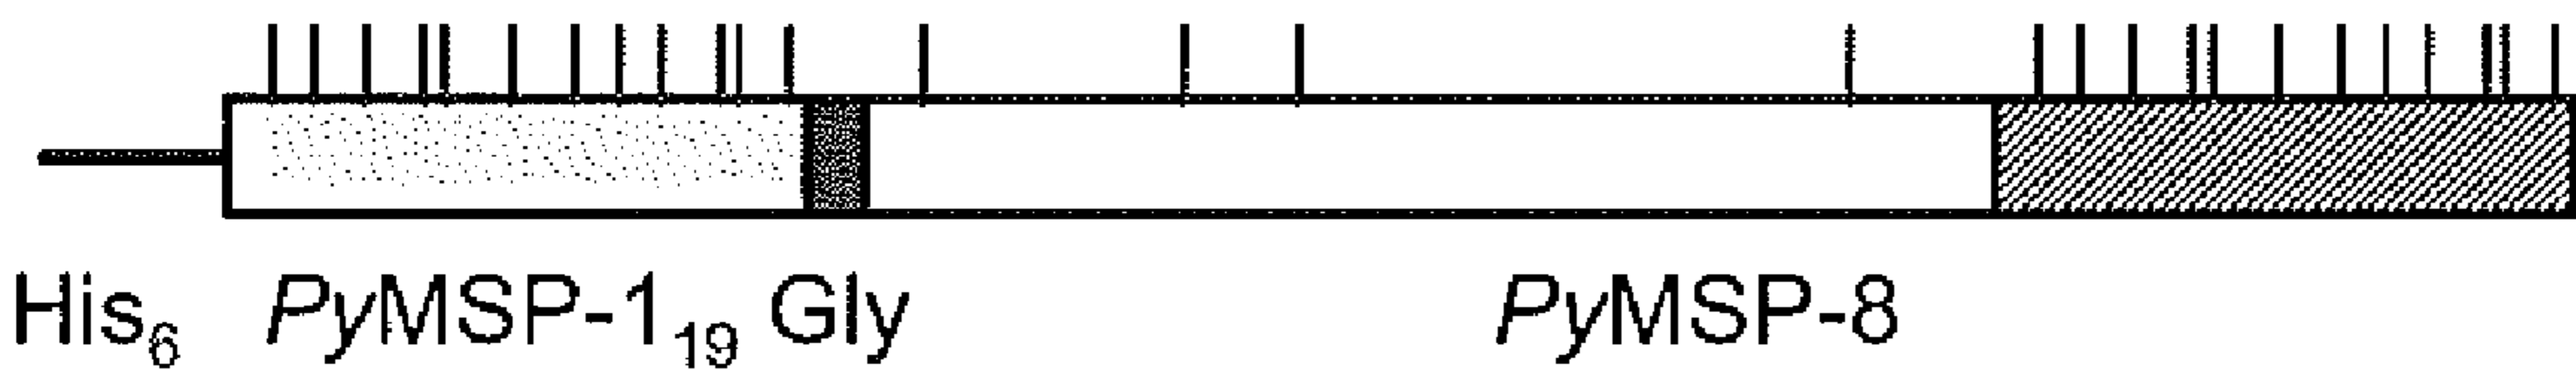 His₆ PyMSP-1₁₉ Gly PyMSP-8